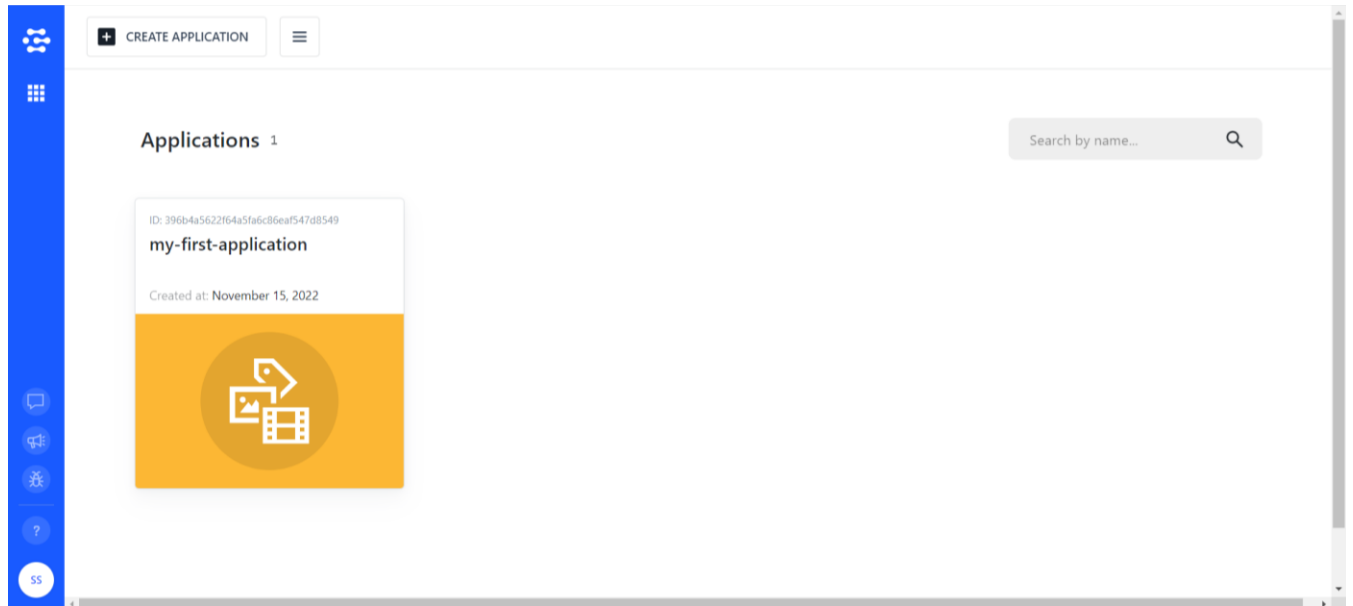 CREATE APPLICATION
Applications 1
Search by name...
ID: 396b4a5622f64a5fa6c86eaf547d8549
my-first-application
Created at: November 15, 2022
?
SS